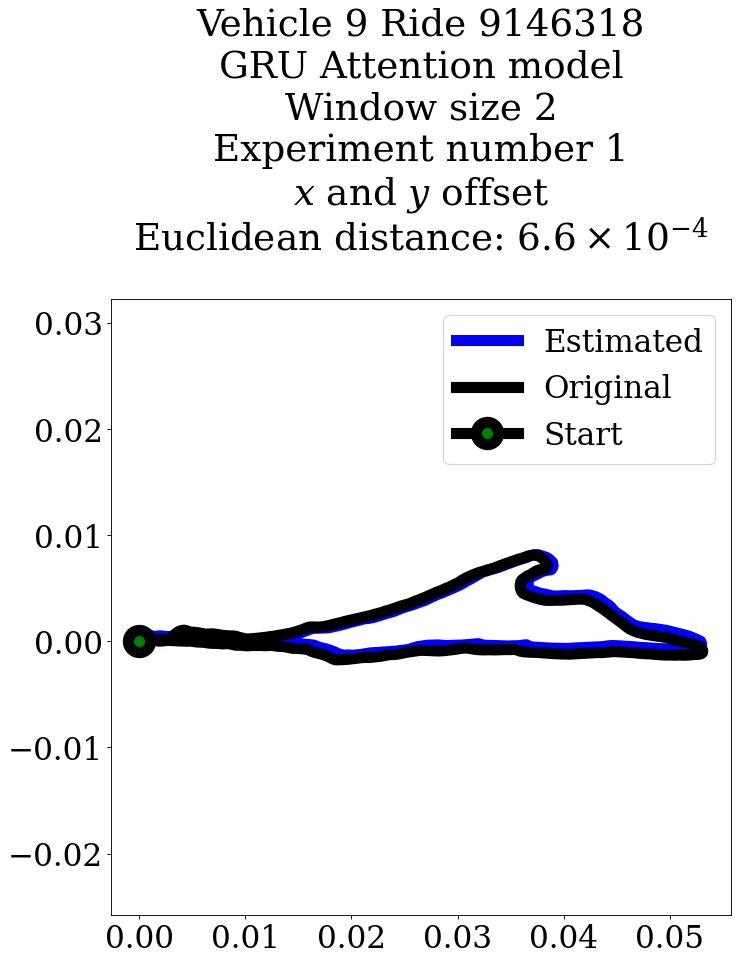 Vehicle 9 Ride 9146318
GRU Attention model
Window size 2
Experiment number 1
x and y offset
Euclidean distance: 6.6 × 10⁻⁴
Estimated
Original
Start
0.03
0.02
0.01
0.00
−0.01
−0.02
0.00 0.01 0.02 0.03 0.04 0.05